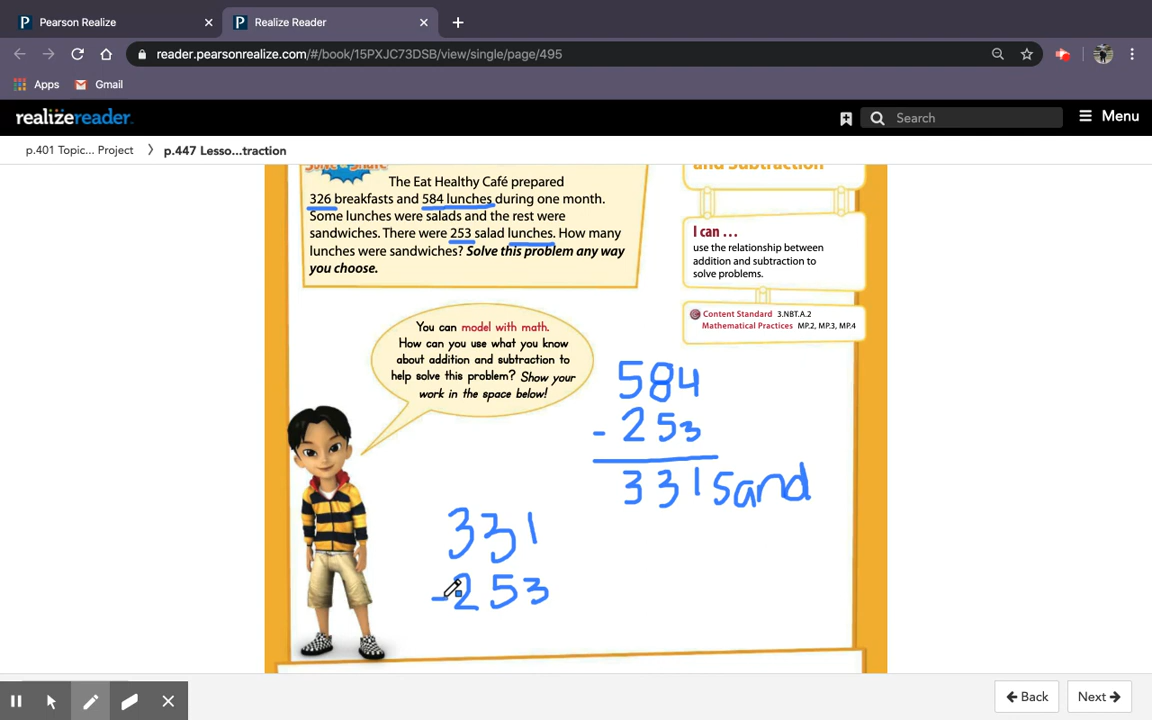 Pearson Realize
Realize Reader
reader.pearsonrealize.com/#/book/15PXJC73DSB/view/single/page/495
Apps
Gmail
realizereader.
Search
Menu
p.401 Topic... Project
p.447 Lesso...traction
Solve & Share
and Subtraction
The Eat Healthy Café prepared
326 breakfasts and 584 lunches during one month.
Some lunches were salads and the rest were
sandwiches. There were 253 salad lunches. How many
lunches were sandwiches? Solve this problem any way
you choose.
I can ...
use the relationship between
addition and subtraction to
solve problems.
Content Standard 3.NBT.A.2
Mathematical Practices MP.2, MP.3, MP.4
You can model with math.
How can you use what you know
about addition and subtraction to
help solve this problem? Show your
work in the space below!
584
- 253
331 Sand
331
-253
Back
Next